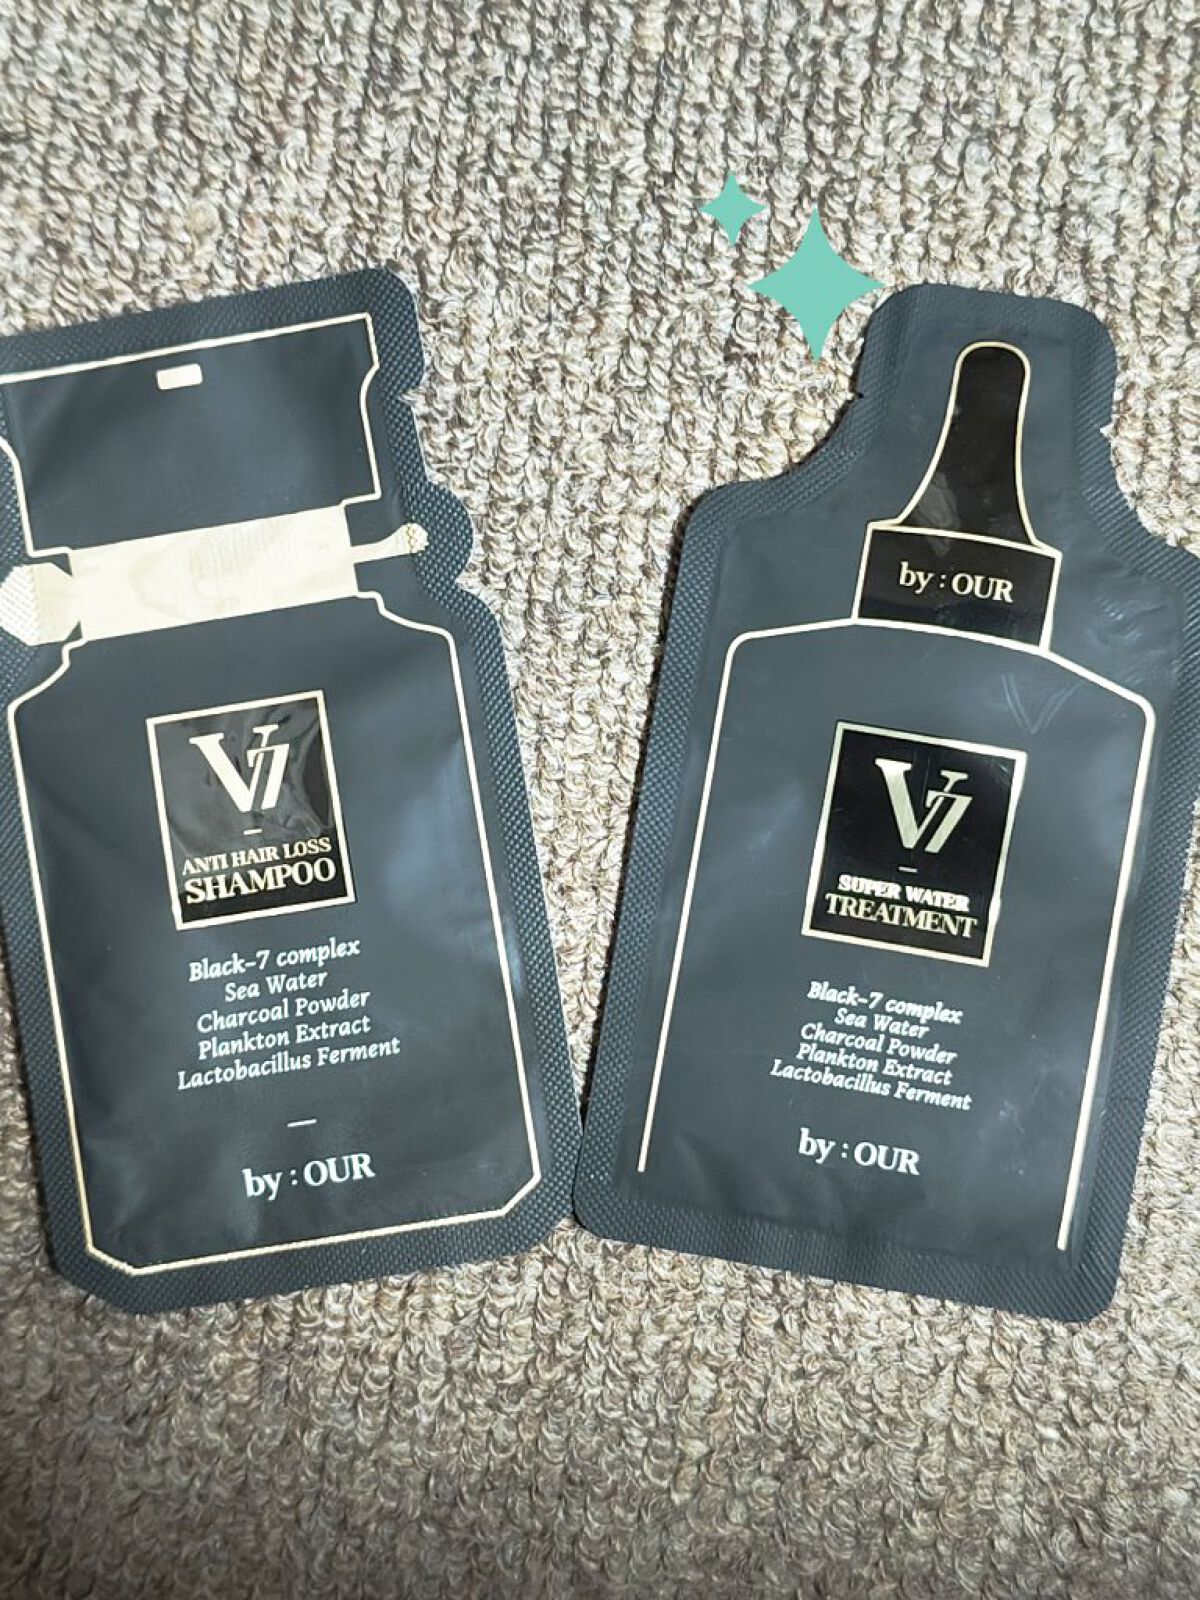 V7
ANTI HAIR LOSS
SHAMPOO
Black-7 complex
Sea Water
Charcoal Powder
Plankton Extract
Lactobacillus Ferment
by : OUR
by : OUR
V7
SUPER WATER
TREATMENT
Black-7 complex
Sea Water
Charcoal Powder
Plankton Extract
Lactobacillus Ferment
by : OUR